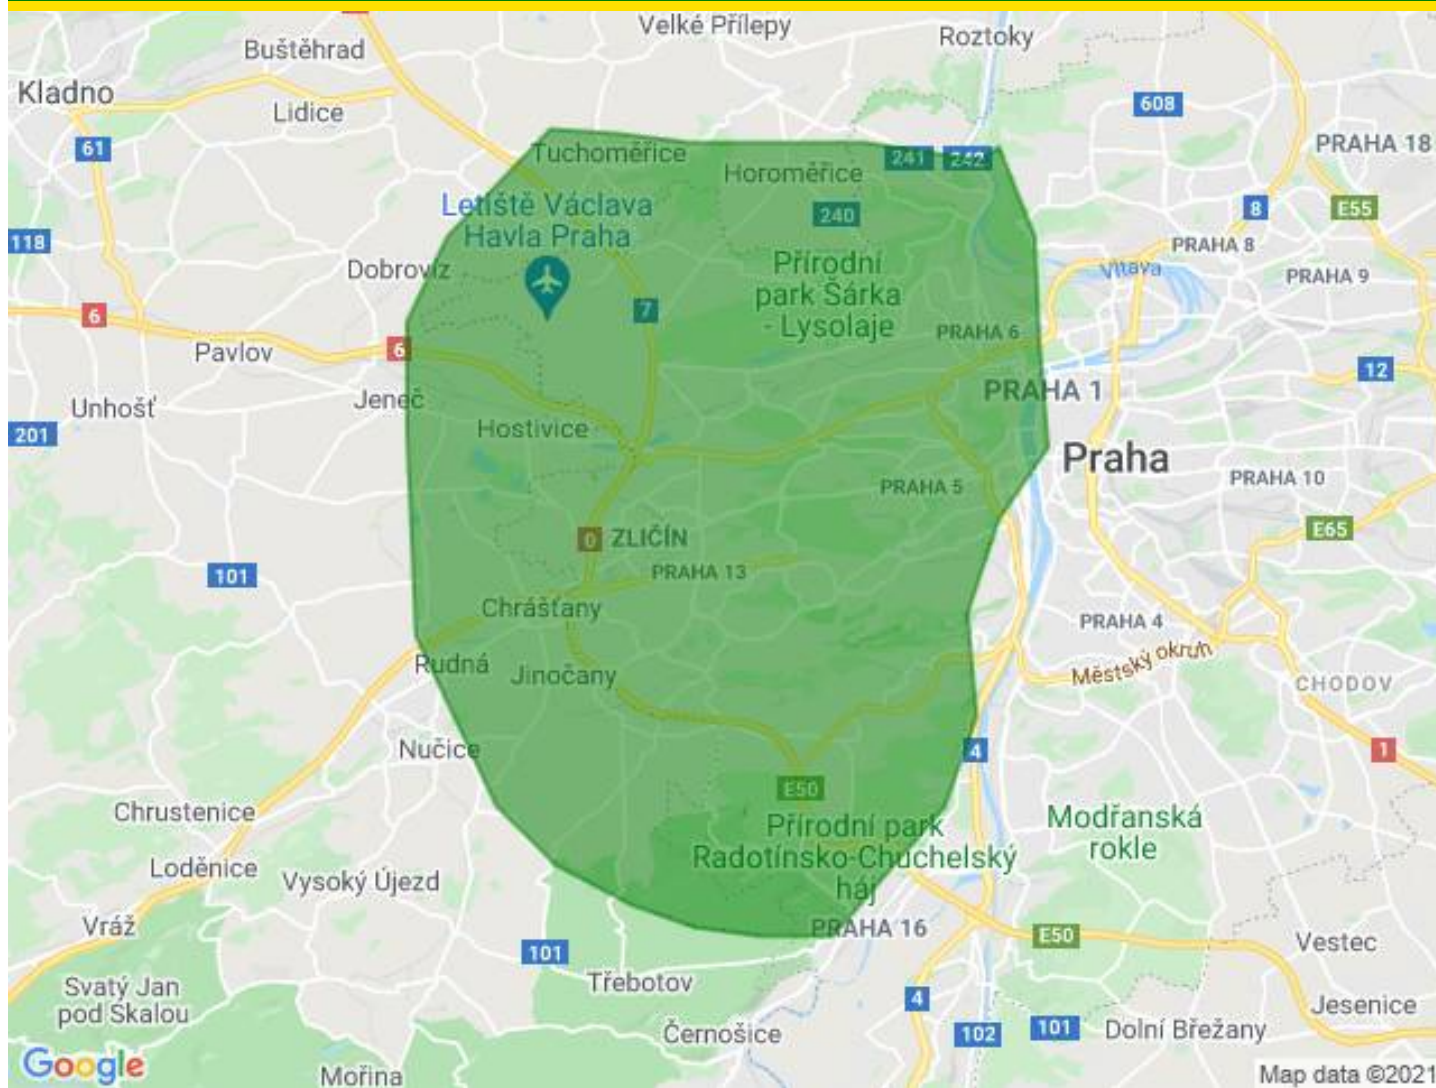 Velké Přílepy
Roztoky
Buštěhrad
Kladno
Lidice
608
61
PRAHA 18
Tuchoměřice
241
242
Horoměřice
Letiště Václava
Havla Praha
240
8
E55
118
PRAHA 8
Dobrovíz
Přírodní
park Šárka
- Lysolaje
Vltava
PRAHA 9
7
6
PRAHA 6
Pavlov
6
12
Unhošť
Jeneč
PRAHA 1
201
Hostivice
Praha
PRAHA 5
PRAHA 10
0
ZLIČÍN
E65
101
PRAHA 13
Chrášťany
PRAHA 4
Rudná
Jinočany
Městský okruh
CHODOV
Nučice
4
1
E50
Chrustenice
Přírodní park
Radotínsko-Chuchelský
háj
Modřanská
rokle
Loděnice
Vysoký Újezd
Vráž
PRAHA 16
E50
Vestec
101
Třebotov
Svatý Jan
pod Skalou
4
Jesenice
Černošice
102
101
Dolní Břežany
Google
Mořina
Map data ©2021